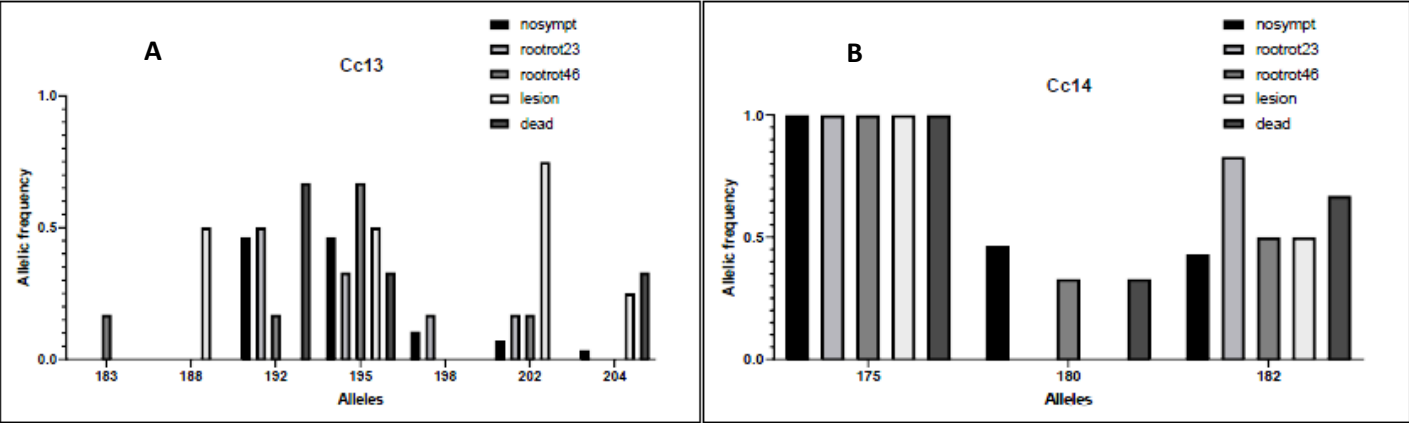 A
Cc13
nosympt
rootrot23
rootrot46
lesion
dead
Allelic frequency
1.0
0.5
0.0
183 188 192 195 198 202 204
Alleles
B
Cc14
nosympt
rootrot23
rootrot46
lesion
dead
Allelic frequency
1.0
0.5
0.0
175 180 182
Alleles